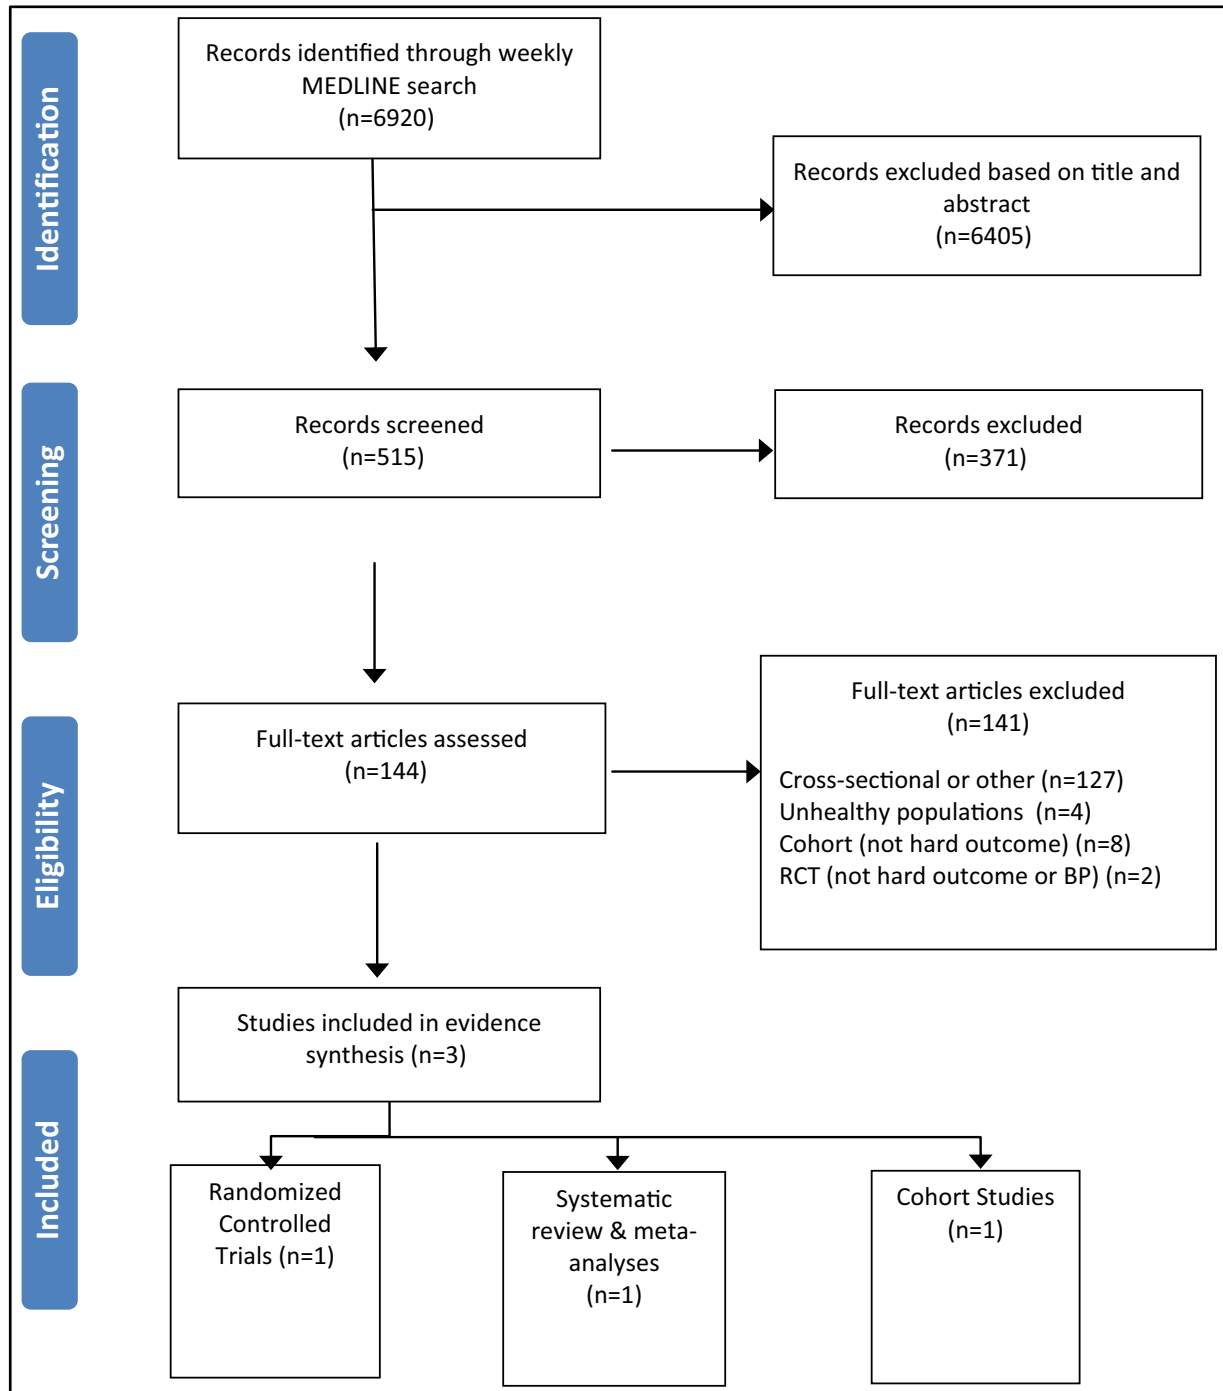 Identification
Records identified through weekly
MEDLINE search
(n=6920)
Records excluded based on title and
abstract
(n=6405)
Screening
Records screened
(n=515)
Records excluded
(n=371)
Eligibility
Full-text articles assessed
(n=144)
Full-text articles excluded
(n=141)
Cross-sectional or other (n=127)
Unhealthy populations (n=4)
Cohort (not hard outcome) (n=8)
RCT (not hard outcome or BP) (n=2)
Included
Studies included in evidence
synthesis (n=3)
Randomized
Controlled
Trials (n=1)
Systematic
review & meta-
analyses
(n=1)
Cohort Studies
(n=1)